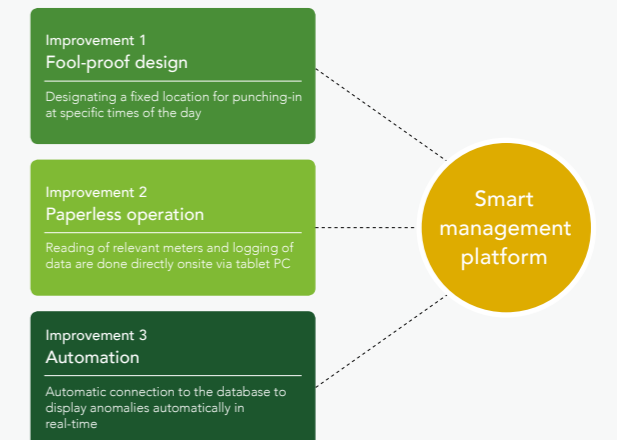 Improvement 1
Fool-proof design
Designating a fixed location for punching-in
at specific times of the day
Improvement 2
Paperless operation
Reading of relevant meters and logging of
data are done directly onsite via tablet PC
Improvement 3
Automation
Automatic connection to the database to
display anomalies automatically in
real-time
Smart
management
platform